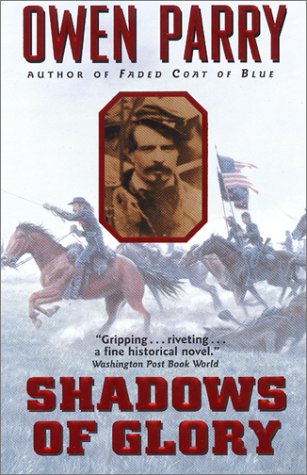 OWEN PARRY
AUTHOR OF FADED COAT OF BLUE
"Gripping...riveting...
a fine historical novel."
Washington Post Book World
SHADOWS
OF GLORY